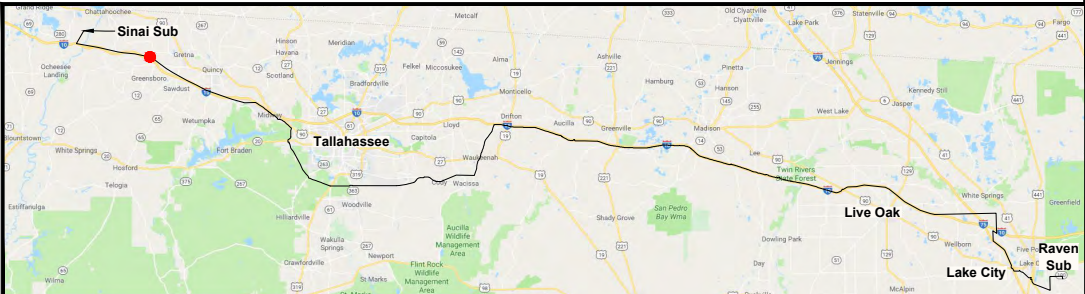 Grand Ridge
Chattahoochee
Metcalf
Old Clyattville
Clyattville
Lake Park
Statenville
Fargo
Sinai Sub
Ocheesee
Landing
Gretna
Hinson
Havana
Meridian
Felkel
Miccosukee
Alma
Ashville
Pinetta
Jennings
Greensboro
Sawdust
Quincy
Scotland
Bradfordville
Monticello
Hamburg
Hanson
Kennedy Still
Wetumpka
Midway
Tallahassee
Capitola
Lloyd
Drifton
Aucilla
Greenville
Madison
West Lake
Jasper
Blountstown
White Springs
Hosford
Telogia
Fort Braden
Waukeenah
Cody
Wacissa
Lee
Twin Rivers
State Forest
White Springs
Estiffanulga
Hilliardville
Woodville
Shady Grove
San Pedro
Bay Wma
Live Oak
Greenfield
Wakulla
Springs
Crawfordville
Newport
St Marks
Aucilla
Wildlife
Management
Area
Flint Rock
Wildlife
Management
Area
Dowling Park
Day
Wellborn
McAlpin
Lake City
Raven
Sub
Wilma